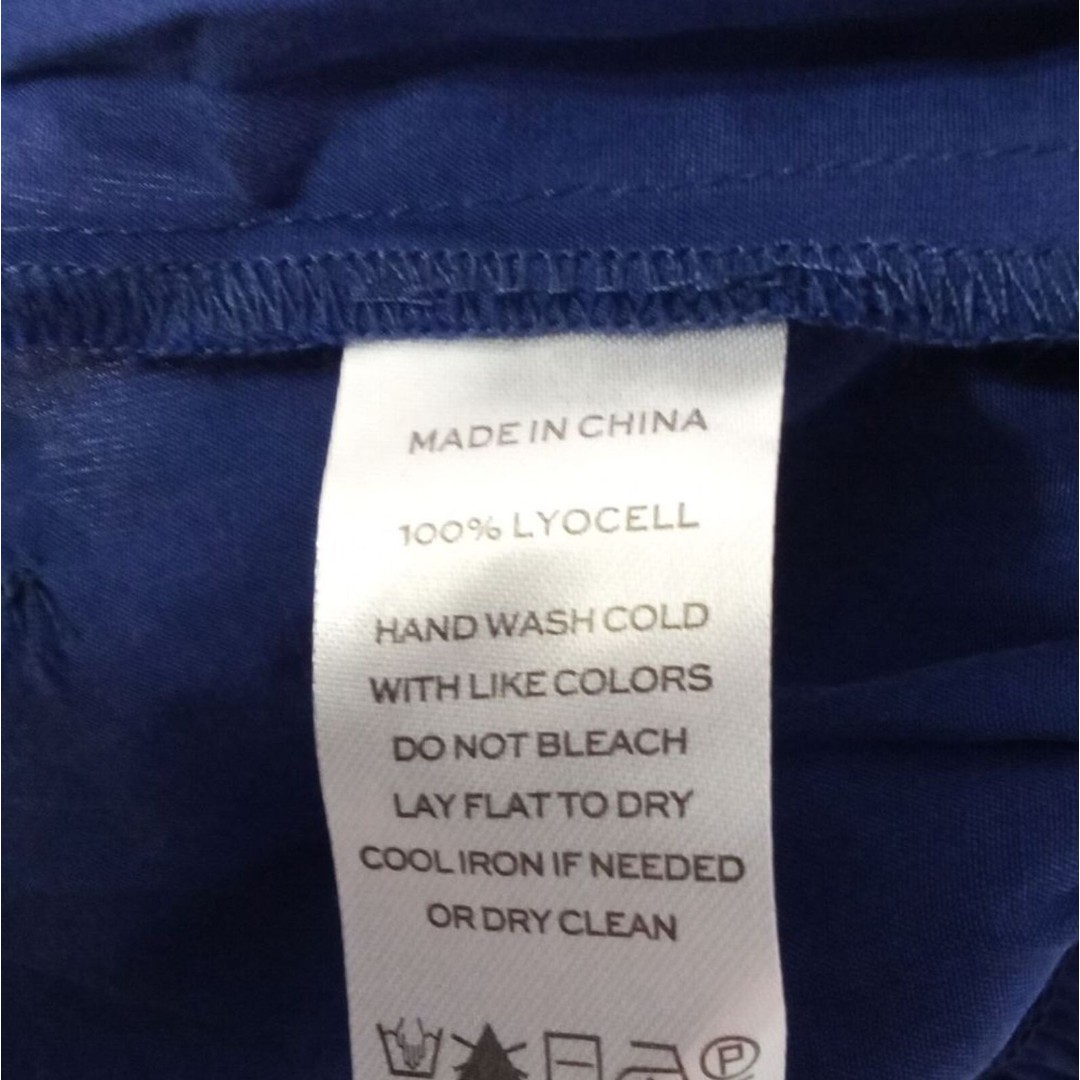 MADE IN CHINA
100% LYOCELL
HAND WASH COLD
WITH LIKE COLORS
DO NOT BLEACH
LAY FLAT TO DRY
COOL IRON IF NEEDED
OR DRY CLEAN
P